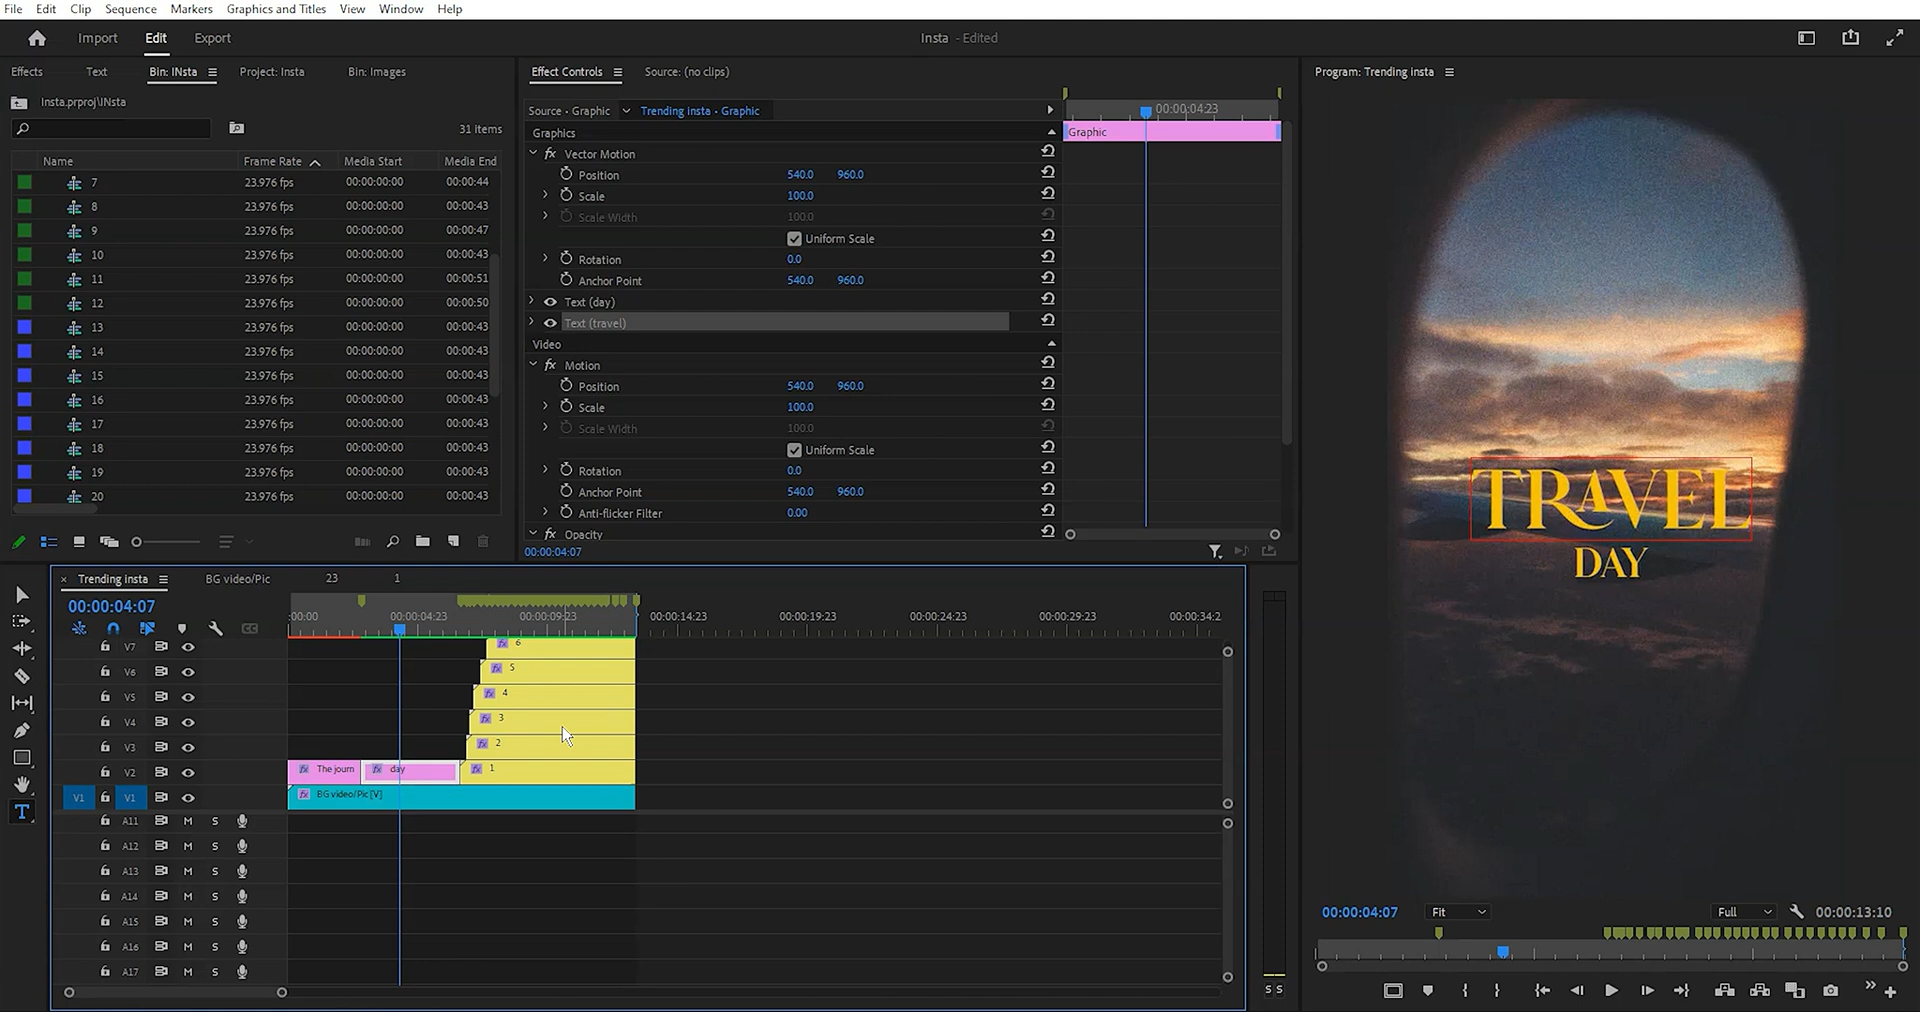 File Edit Clip Sequence Markers Graphics and Titles View Window Help
Import Edit Export
Insta - Edited
Effects Text Bin: INsta Project: Insta Bin: Images
Insta.prproj\INsta
31 Items
Name Frame Rate Media Start Media End
7 23.976 fps 00:00:00:00 00:00:44
8 23.976 fps 00:00:00:00 00:00:43
9 23.976 fps 00:00:00:00 00:00:47
10 23.976 fps 00:00:00:00 00:00:43
11 23.976 fps 00:00:00:00 00:00:51
12 23.976 fps 00:00:00:00 00:00:50
13 23.976 fps 00:00:00:00 00:00:43
14 23.976 fps 00:00:00:00 00:00:43
15 23.976 fps 00:00:00:00 00:00:43
16 23.976 fps 00:00:00:00 00:00:43
17 23.976 fps 00:00:00:00 00:00:43
18 23.976 fps 00:00:00:00 00:00:43
19 23.976 fps 00:00:00:00 00:00:43
20 23.976 fps 00:00:00:00 00:00:43
Effect Controls Source: (no clips)
Source · Graphic Trending insta · Graphic
00:00:04:23
Graphics
Graphic
fx Vector Motion
Position 540.0 960.0
Scale 100.0
Scale Width 100.0
Uniform Scale
Rotation 0.0
Anchor Point 540.0 960.0
Text (day)
Text (travel)
Video
fx Motion
Position 540.0 960.0
Scale 100.0
Scale Width 100.0
Uniform Scale
Rotation 0.0
Anchor Point 540.0 960.0
Anti-flicker Filter 0.00
fx Opacity
00:00:04:07
Program: Trending insta
TRAVEL
DAY
00:00:04:07 Fit Full 00:00:13:10
Trending insta BG video/Pic 23 1
00:00:04:07
:00:00 00:00:04:23 00:00:09:23 00:00:14:23 00:00:19:23 00:00:24:23 00:00:29:23 00:00:34:2
V7 fx 6
V6 fx 5
V5 fx 4
V4 fx 3
V3 fx 2
V2 fx The journ fx day fx 1
V1 V1 fx BG video/Pic [V]
A11 M S
A12 M S
A13 M S
A14 M S
A15 M S
A16 M S
A17 M S
S S